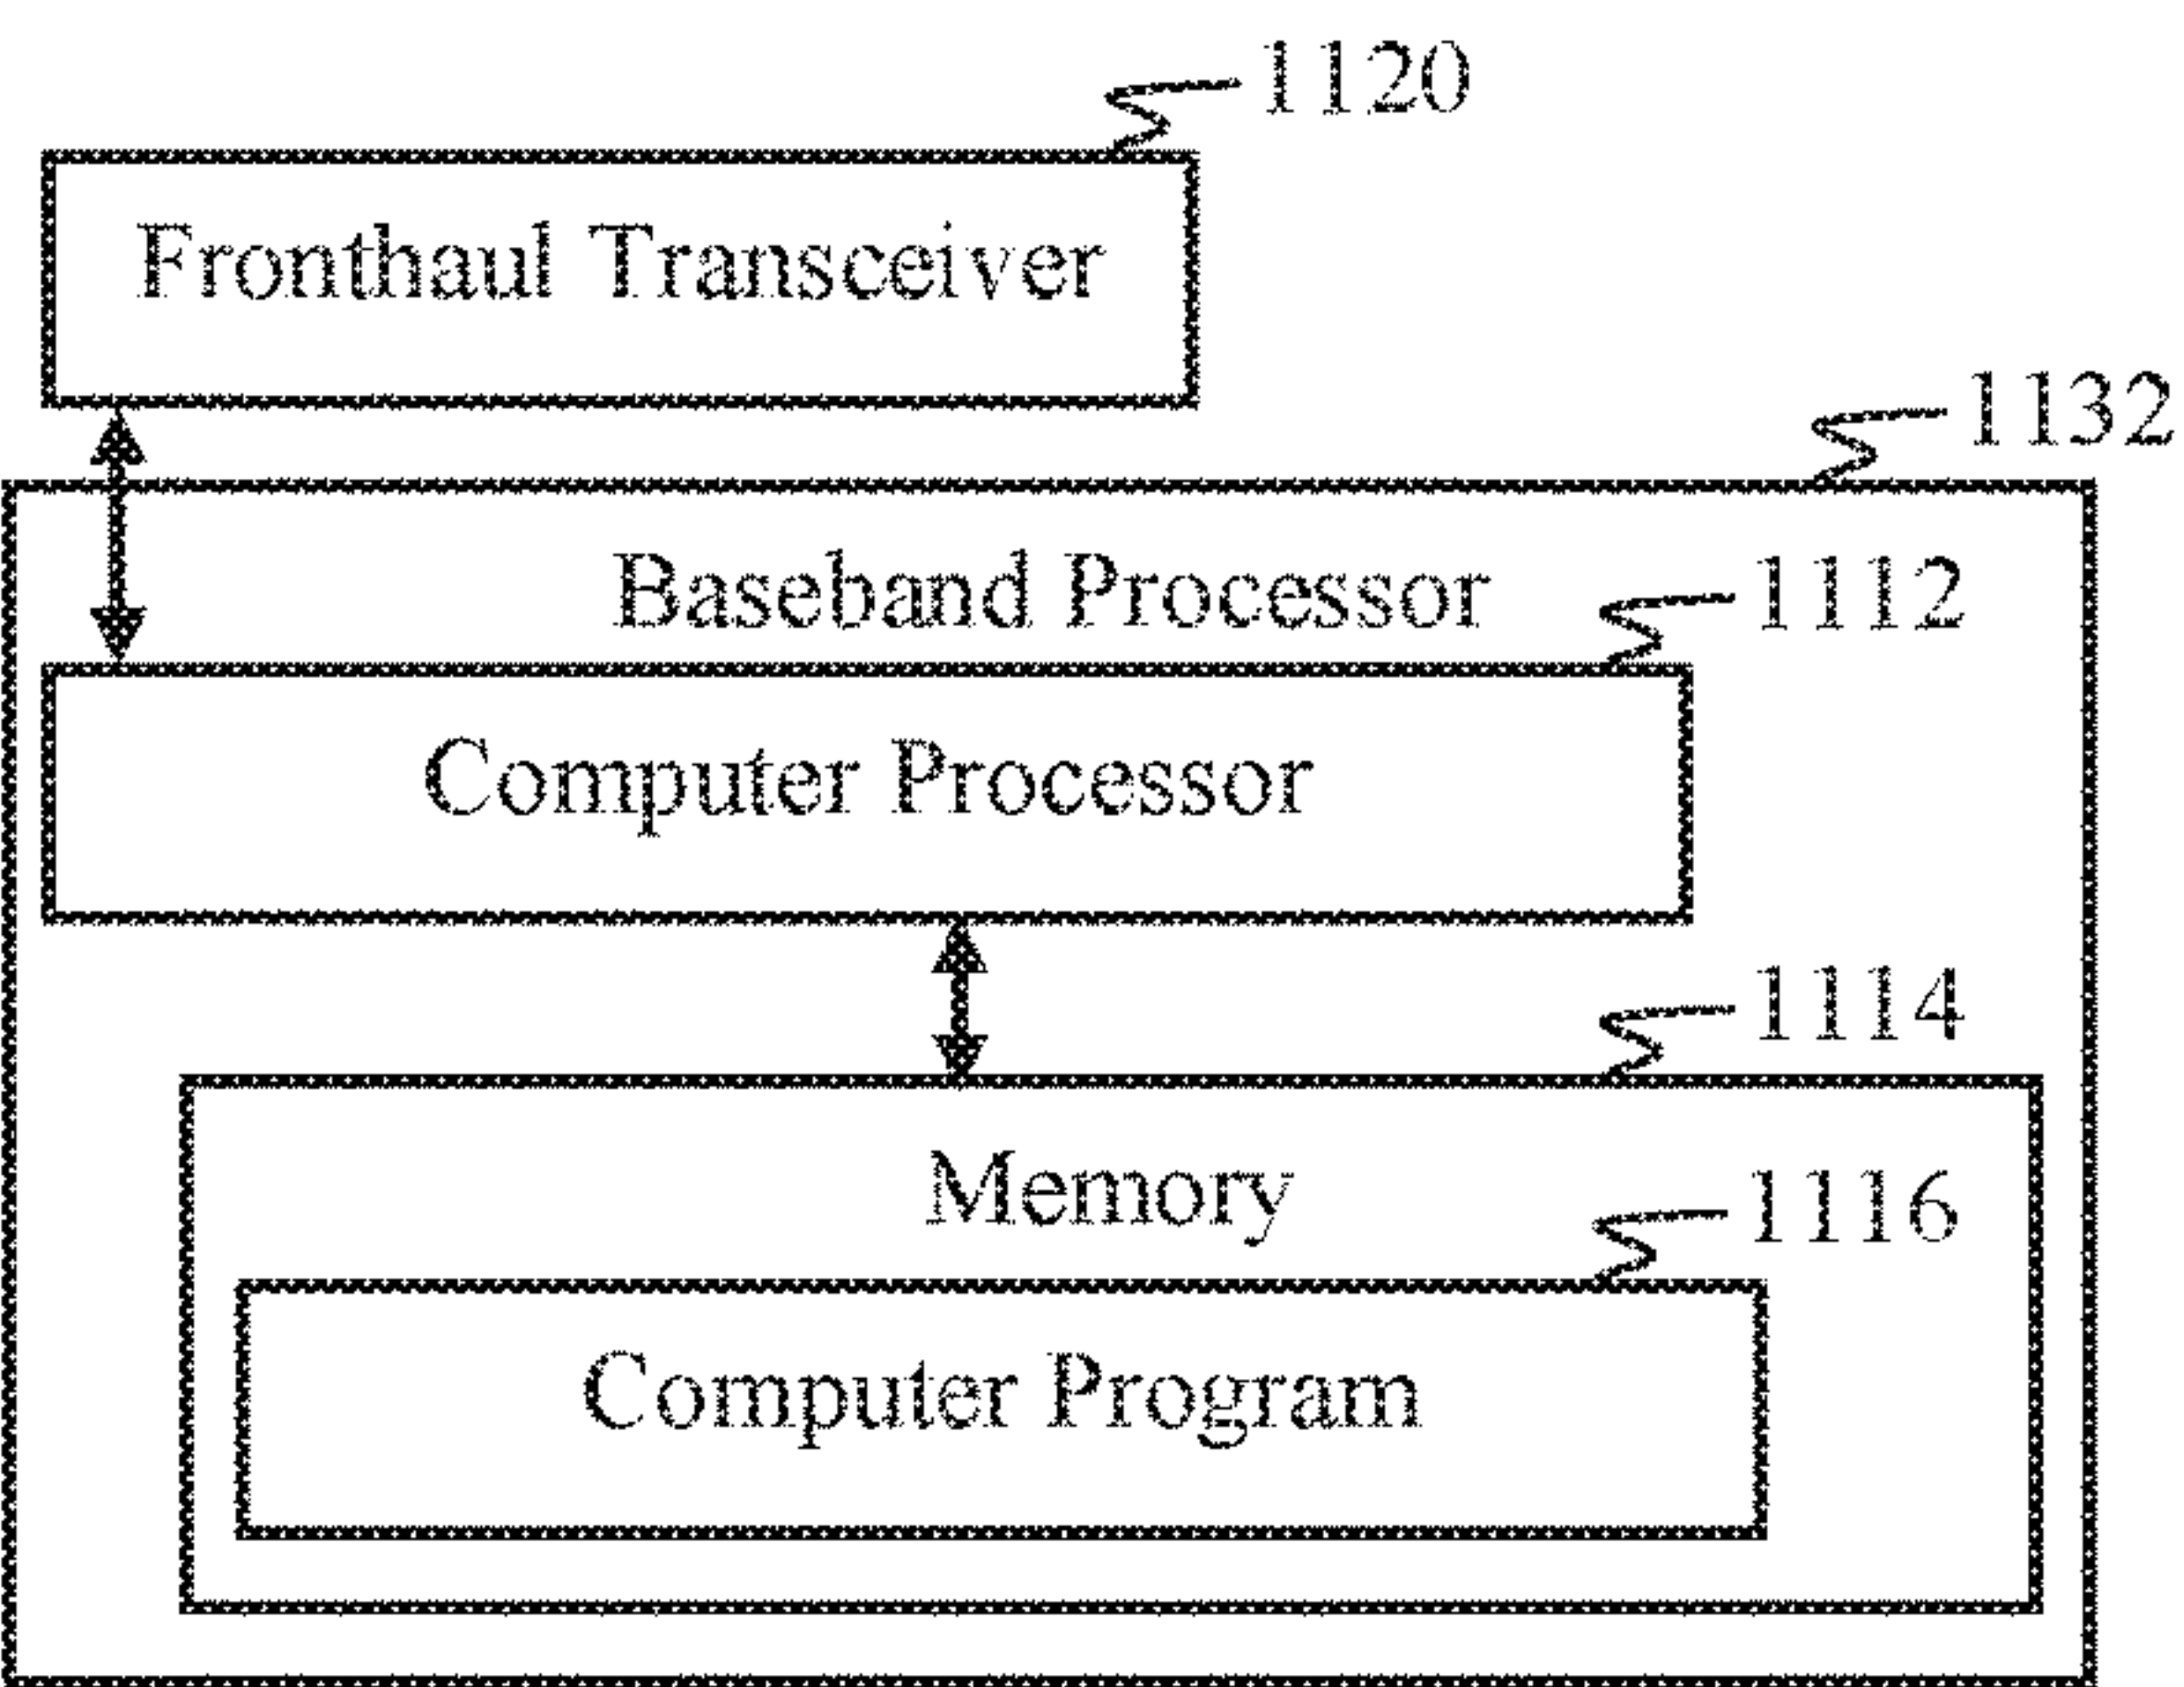 1120
Fronthaul Transceiver
1132
Baseband Processor
1112
Computer Processor
1114
Memory
1116
Computer Program